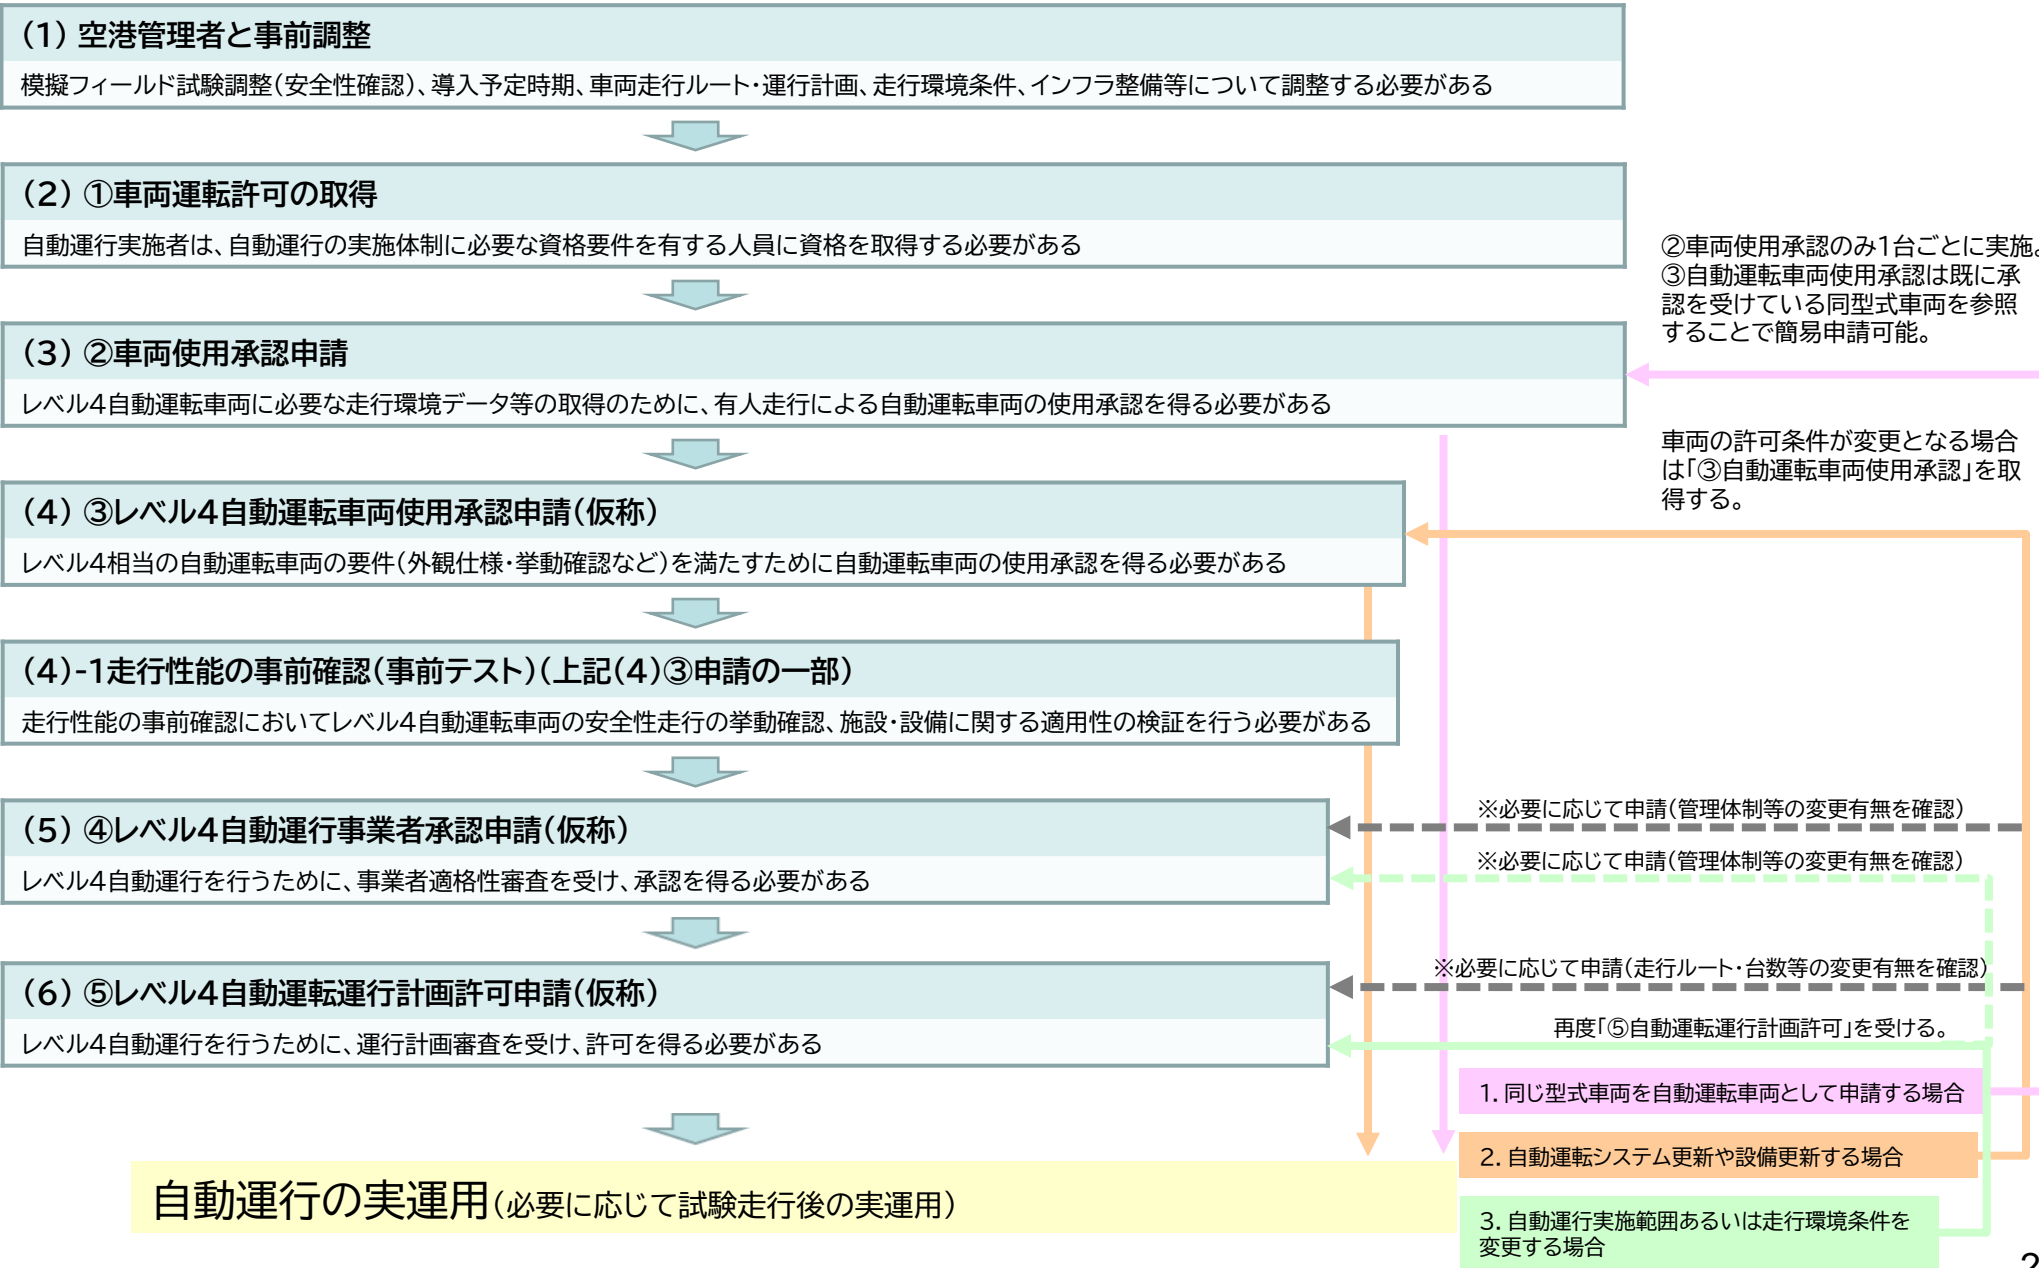 (1) 空港管理者と事前調整
模擬フィールド試験調整(安全性確認)、導入予定時期、車両走行ルート・運行計画、走行環境条件、インフラ整備等について調整する必要がある
(2) ①車両運転許可の取得
自動運行実施者は、自動運行の実施体制に必要な資格要件を有する人員に資格を取得する必要がある
②車両使用承認のみ1台ごとに実施。
③自動運転車両使用承認は既に承
認を受けている同型式車両を参照
することで簡易申請可能。
(3) ②車両使用承認申請
レベル4自動運転車両に必要な走行環境データ等の取得のために、有人走行による自動運転車両の使用承認を得る必要がある
車両の許可条件が変更となる場合
は「③自動運転車両使用承認」を取
得する。
(4) ③レベル4自動運転車両使用承認申請(仮称)
レベル4相当の自動運転車両の要件(外観仕様・挙動確認など)を満たすために自動運転車両の使用承認を得る必要がある
(4)-1走行性能の事前確認(事前テスト)(上記(4)③申請の一部)
走行性能の事前確認においてレベル4自動運転車両の安全性走行の挙動確認、施設・設備に関する適用性の検証を行う必要がある
(5) ④レベル4自動運行事業者承認申請(仮称)
レベル4自動運行を行うために、事業者適格性審査を受け、承認を得る必要がある
※必要に応じて申請(管理体制等の変更有無を確認)
※必要に応じて申請(管理体制等の変更有無を確認)
(6) ⑤レベル4自動運転運行計画許可申請(仮称)
レベル4自動運行を行うために、運行計画審査を受け、許可を得る必要がある
※必要に応じて申請(走行ルート・台数等の変更有無を確認)
再度「⑤自動運転運行計画許可」を受ける。
1. 同じ型式車両を自動運転車両として申請する場合
2. 自動運転システム更新や設備更新する場合
3. 自動運行実施範囲あるいは走行環境条件を
変更する場合
自動運行の実運用(必要に応じて試験走行後の実運用)
2